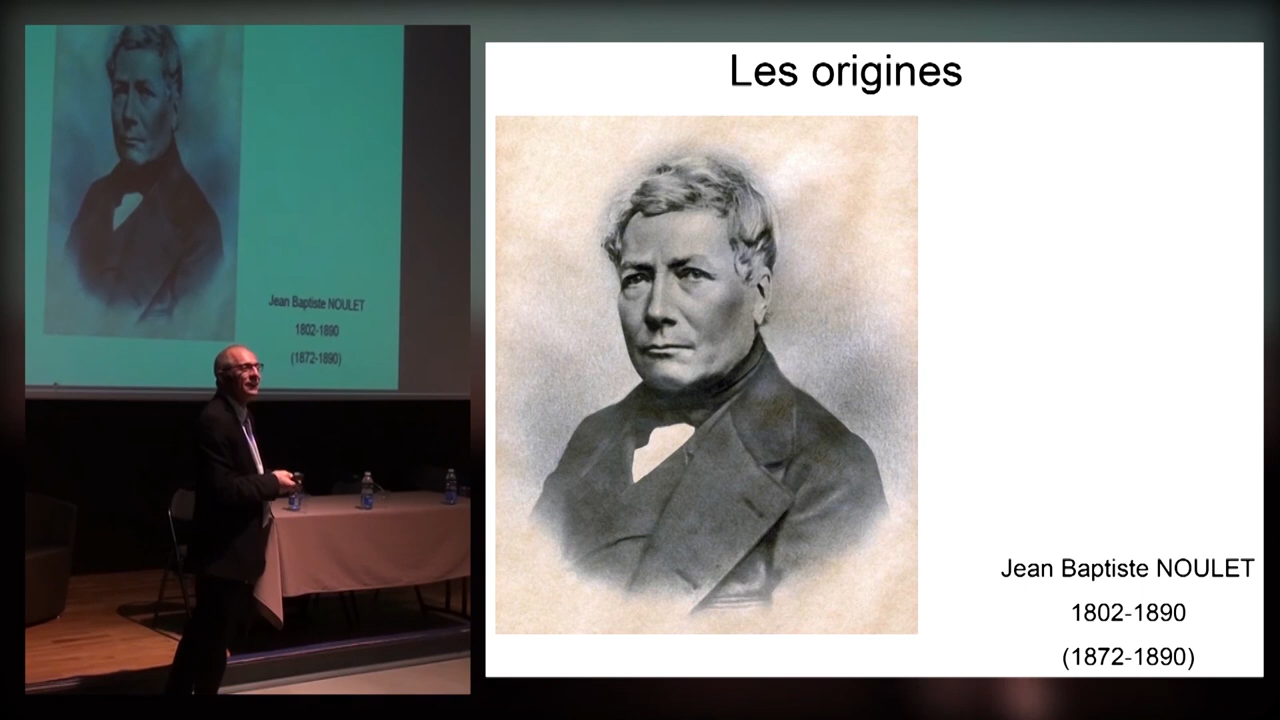 Jean Baptiste NOULET
1802-1890
(1872-1890)
Les origines
Jean Baptiste NOULET
1802-1890
(1872-1890)